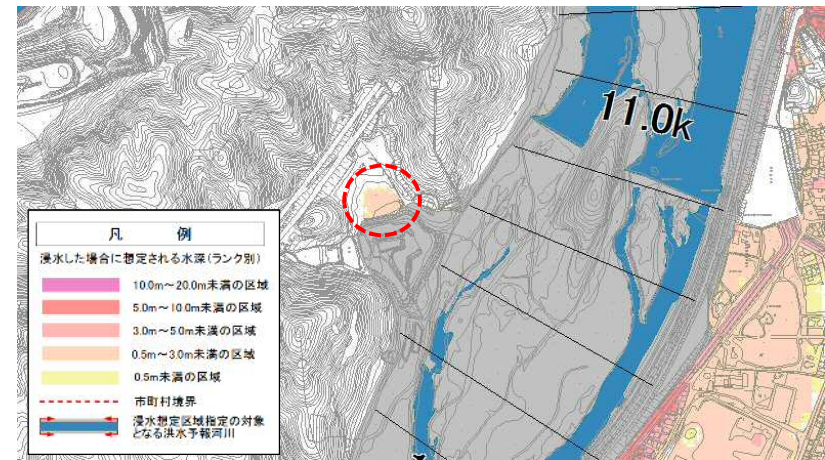 11.0k
凡 例
浸水した場合に想定される水深(ランク別)
10.0m～20.0m未満の区域
5.0m～10.0m未満の区域
3.0m～5.0m未満の区域
0.5m～3.0m未満の区域
0.5m未満の区域
市町村境界
浸水想定区域指定の対象
となる洪水予報河川